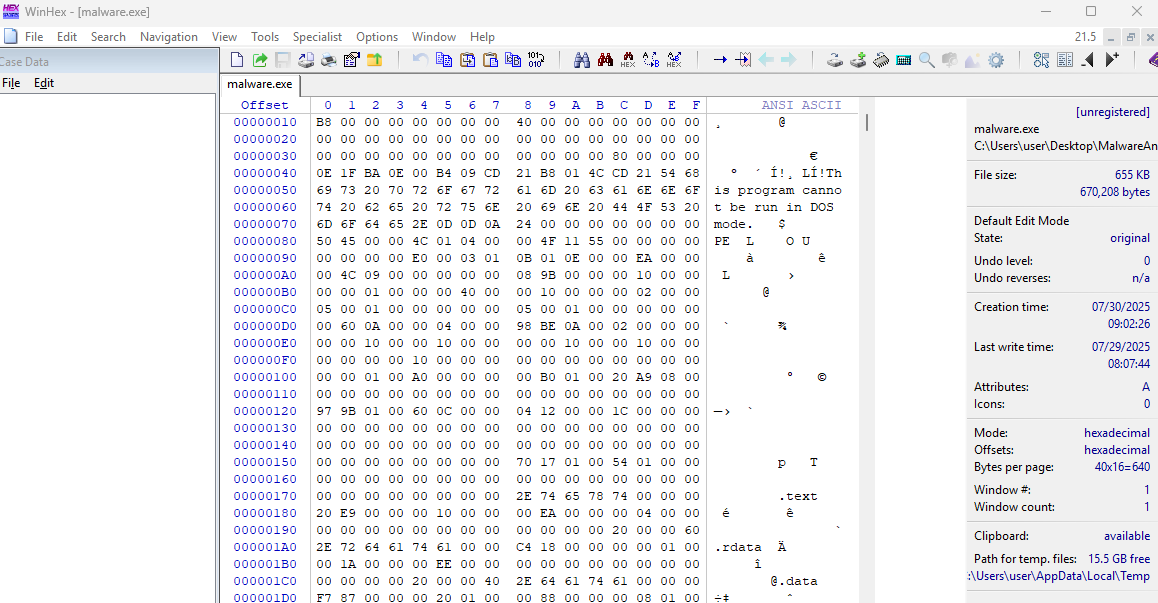 WinHex - [malware.exe]
File Edit Search Navigation View Tools Specialist Options Window Help 21.5
Case Data
File Edit
malware.exe
Offset 0 1 2 3 4 5 6 7 8 9 A B C D E F ANSI ASCII
00000010 B8 00 00 00 00 00 00 00 40 00 00 00 00 00 00 00 ¸ @
00000020 00 00 00 00 00 00 00 00 00 00 00 00 00 00 00 00
00000030 00 00 00 00 00 00 00 00 00 00 00 00 80 00 00 00 €
00000040 0E 1F BA 0E 00 B4 09 CD 21 B8 01 4C CD 21 54 68 º ´ Í!¸ LÍ!Th
00000050 69 73 20 70 72 6F 67 72 61 6D 20 63 61 6E 6E 6F is program canno
00000060 74 20 62 65 20 72 75 6E 20 69 6E 20 44 4F 53 20 t be run in DOS
00000070 6D 6F 64 65 2E 0D 0D 0A 24 00 00 00 00 00 00 00 mode. $
00000080 50 45 00 00 4C 01 04 00 00 4F 11 55 00 00 00 00 PE L O U
00000090 00 00 00 00 E0 00 03 01 0B 01 0E 00 00 EA 00 00 à ê
000000A0 00 4C 09 00 00 00 00 00 08 9B 00 00 00 10 00 00 L ›
000000B0 00 00 01 00 00 00 40 00 00 10 00 00 00 02 00 00 @
000000C0 05 00 01 00 00 00 00 00 05 00 01 00 00 00 00 00
000000D0 00 60 0A 00 00 04 00 00 98 BE 0A 00 02 00 00 00 ` ˜¾
000000E0 00 00 10 00 00 10 00 00 00 00 10 00 00 10 00 00
000000F0 00 00 00 00 10 00 00 00 00 00 00 00 00 00 00 00
00000100 00 00 01 00 A0 00 00 00 00 B0 01 00 20 A9 08 00 ° ©
00000110 00 00 00 00 00 00 00 00 00 00 00 00 00 00 00 00
00000120 97 9B 01 00 60 0C 00 00 04 12 00 00 1C 00 00 00 —› `
00000130 00 00 00 00 00 00 00 00 00 00 00 00 00 00 00 00
00000140 00 00 00 00 00 00 00 00 00 00 00 00 00 00 00 00
00000150 00 00 00 00 00 00 00 00 70 17 01 00 54 01 00 00 p T
00000160 00 00 00 00 00 00 00 00 00 00 00 00 00 00 00 00
00000170 00 00 00 00 00 00 00 00 2E 74 65 78 74 00 00 00 .text
00000180 20 E9 00 00 00 10 00 00 00 EA 00 00 00 04 00 00 é ê
00000190 00 00 00 00 00 00 00 00 00 00 00 00 20 00 00 60 `
000001A0 2E 72 64 61 74 61 00 00 C4 18 00 00 00 00 01 00 .rdata Ä
000001B0 00 1A 00 00 00 EE 00 00 00 00 00 00 00 00 00 00 î
000001C0 00 00 00 00 20 00 00 40 2E 64 61 74 61 00 00 00 @.data
000001D0 F7 87 00 00 00 20 01 00 00 88 00 00 00 08 01 00 ÷‡ ˆ
[unregistered]
malware.exe
C:\Users\user\Desktop\MalwareAn
File size: 655 KB
670,208 bytes
Default Edit Mode
State: original
Undo level: 0
Undo reverses: n/a
Creation time: 07/30/2025
09:02:26
Last write time: 07/29/2025
08:07:44
Attributes: A
Icons: 0
Mode: hexadecimal
Offsets: hexadecimal
Bytes per page: 40x16=640
Window #: 1
Window count: 1
Clipboard: available
Path for temp. files: 15.5 GB free
:\Users\user\AppData\Local\Temp